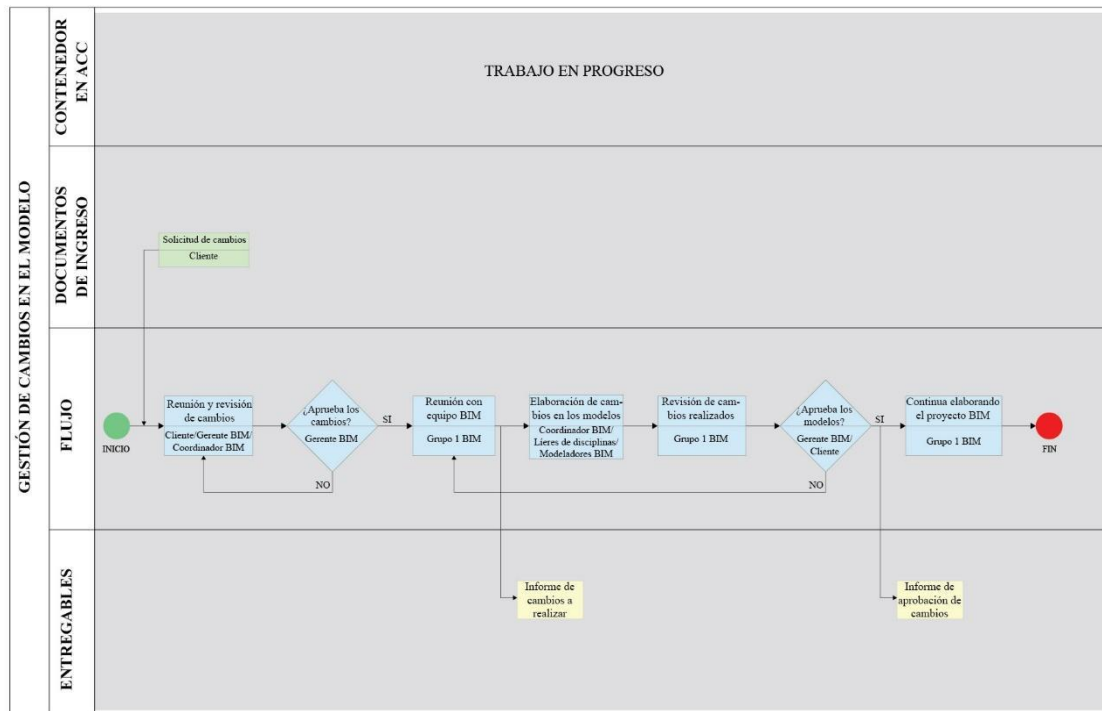 GESTIÓN DE CAMBIOS EN EL MODELO
CONTENEDOR
EN ACC
TRABAJO EN PROGRESO
DOCUMENTOS
DE INGRESO
Solicitud de cambios
Cliente
FLUJO
INICIO
Reunión y revisión
de cambios
Cliente/Gerente BIM/
Coordinador BIM
¿Aprueba los
cambios?
Gerente BIM
SI
NO
Reunión con
equipo BIM
Grupo 1 BIM
Elaboración de cam-
bios en los modelos
Coordinador BIM/
Lieres de disciplinas/
Modeladores BIM
Revisión de cam-
bios realizados
Grupo 1 BIM
¿Aprueba los
modelos?
Gerente BIM/
Cliente
SI
NO
Continua elaborando
el proyecto BIM
Grupo 1 BIM
FIN
ENTREGABLES
Informe de
cambios a
realizar
Informe de
aprobación de
cambios